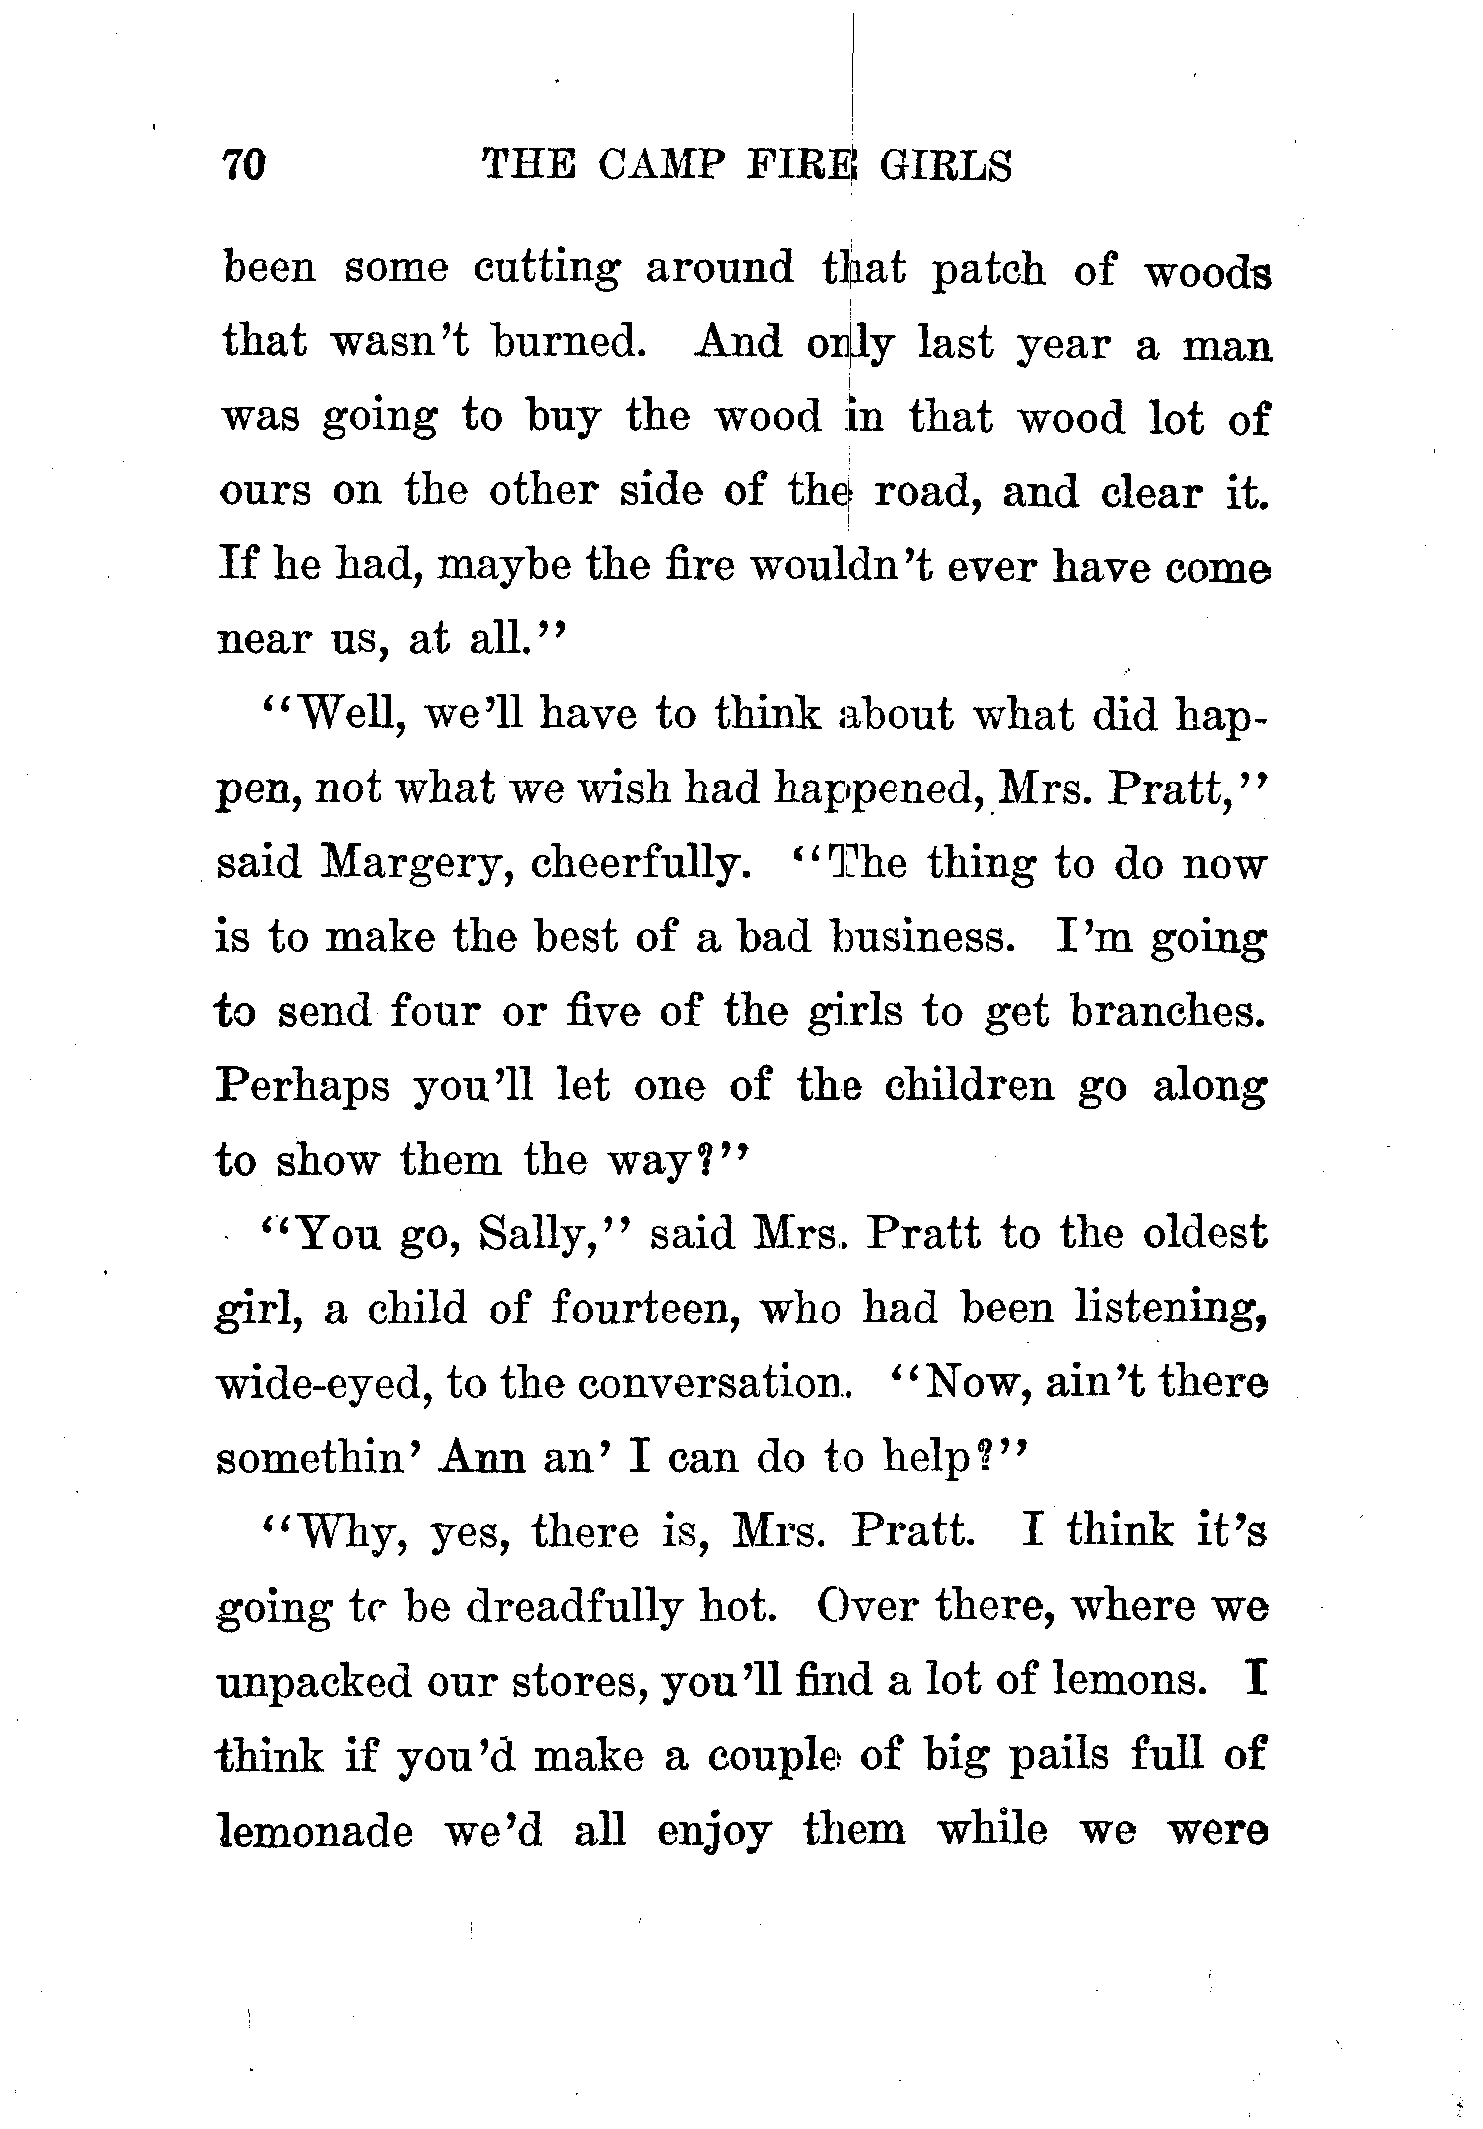 70 THE CAMP FIRE GIRLS
been some cutting around that patch of woods
that wasn't burned. And only last year a man
was going to buy the wood in that wood lot of
ours on the other side of the road, and clear it.
If he had, maybe the fire wouldn't ever have come
near us, at all."
"Well, we'll have to think about what did hap-
pen, not what we wish had happened, Mrs. Pratt,"
said Margery, cheerfully. "The thing to do now
is to make the best of a bad business. I'm going
to send four or five of the girls to get branches.
Perhaps you'll let one of the children go along
to show them the way?"
"You go, Sally," said Mrs. Pratt to the oldest
girl, a child of fourteen, who had been listening,
wide-eyed, to the conversation. "Now, ain't there
somethin' Ann an' I can do to help?"
"Why, yes, there is, Mrs. Pratt. I think it's
going to be dreadfully hot. Over there, where we
unpacked our stores, you'll find a lot of lemons. I
think if you'd make a couple of big pails full of
lemonade we'd all enjoy them while we were